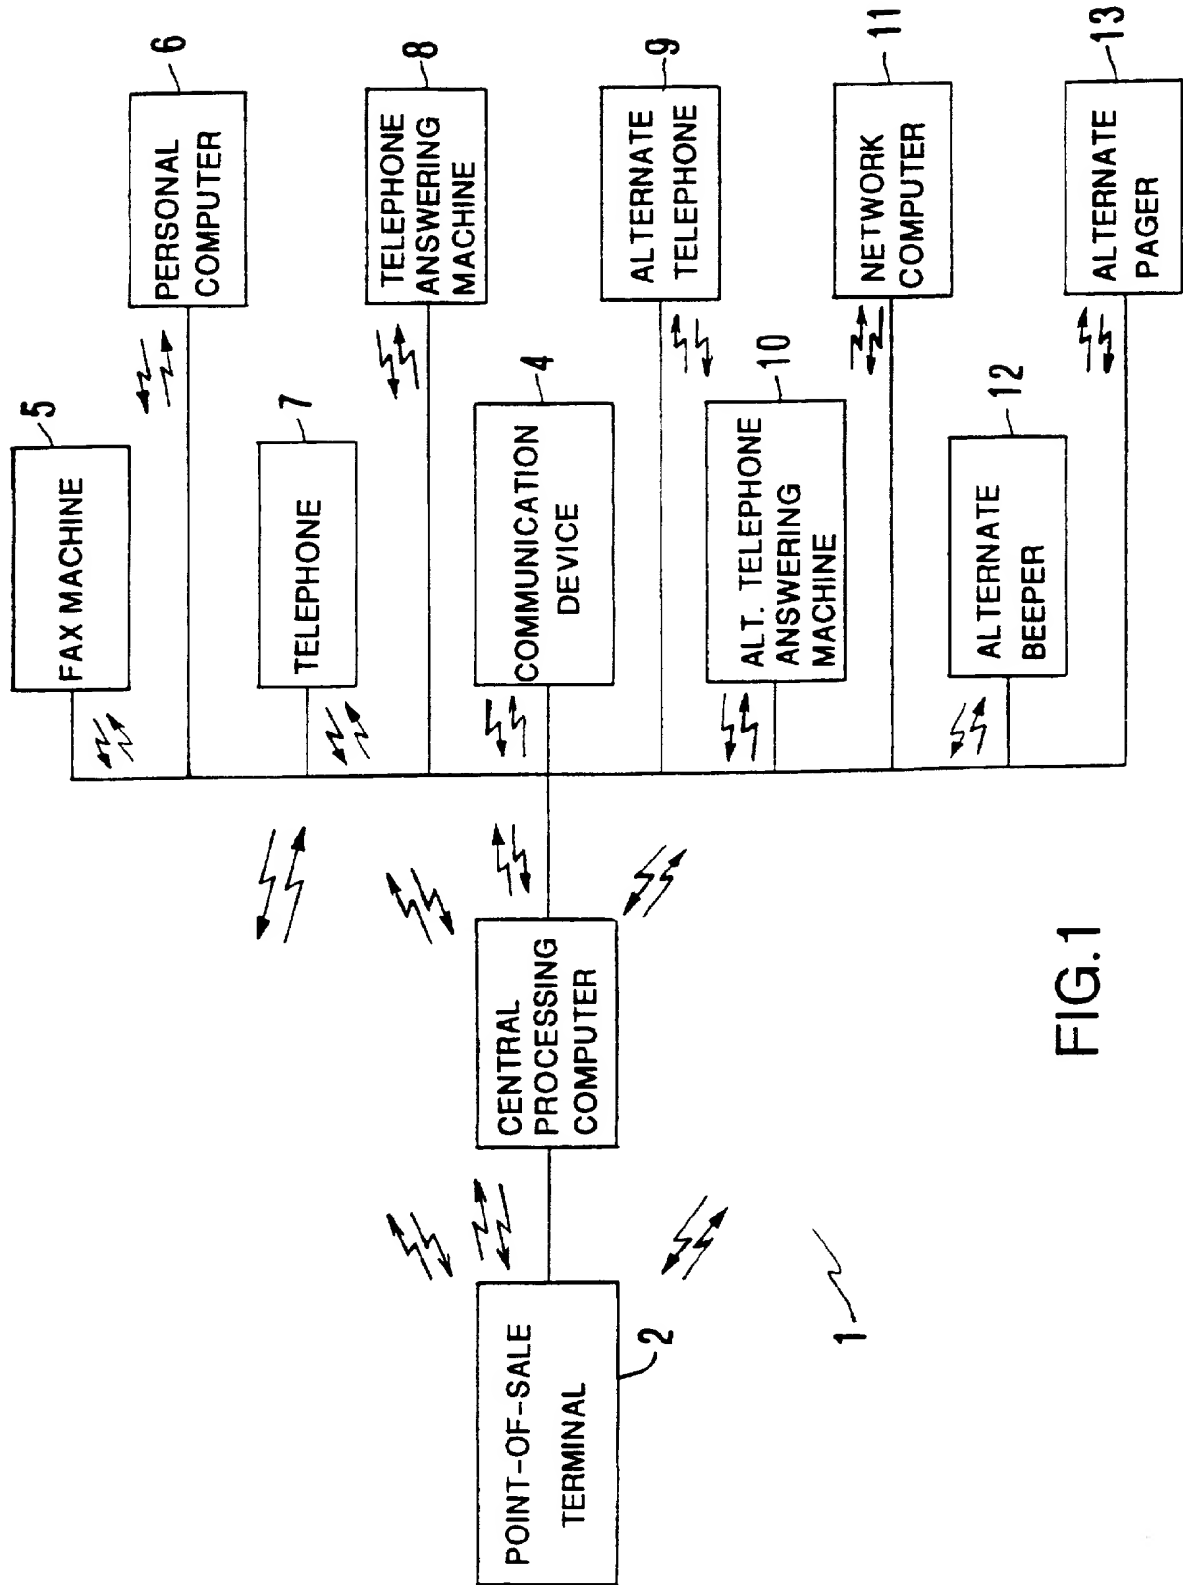 5
FAX MACHINE
6
PERSONAL
COMPUTER
7
TELEPHONE
8
TELEPHONE
ANSWERING
MACHINE
4
COMMUNICATION
DEVICE
9
ALTERNATE
TELEPHONE
10
ALT. TELEPHONE
ANSWERING
MACHINE
11
NETWORK
COMPUTER
12
ALTERNATE
BEEPER
13
ALTERNATE
PAGER
CENTRAL
PROCESSING
COMPUTER
POINT-OF-SALE
TERMINAL
2
1
FIG.1